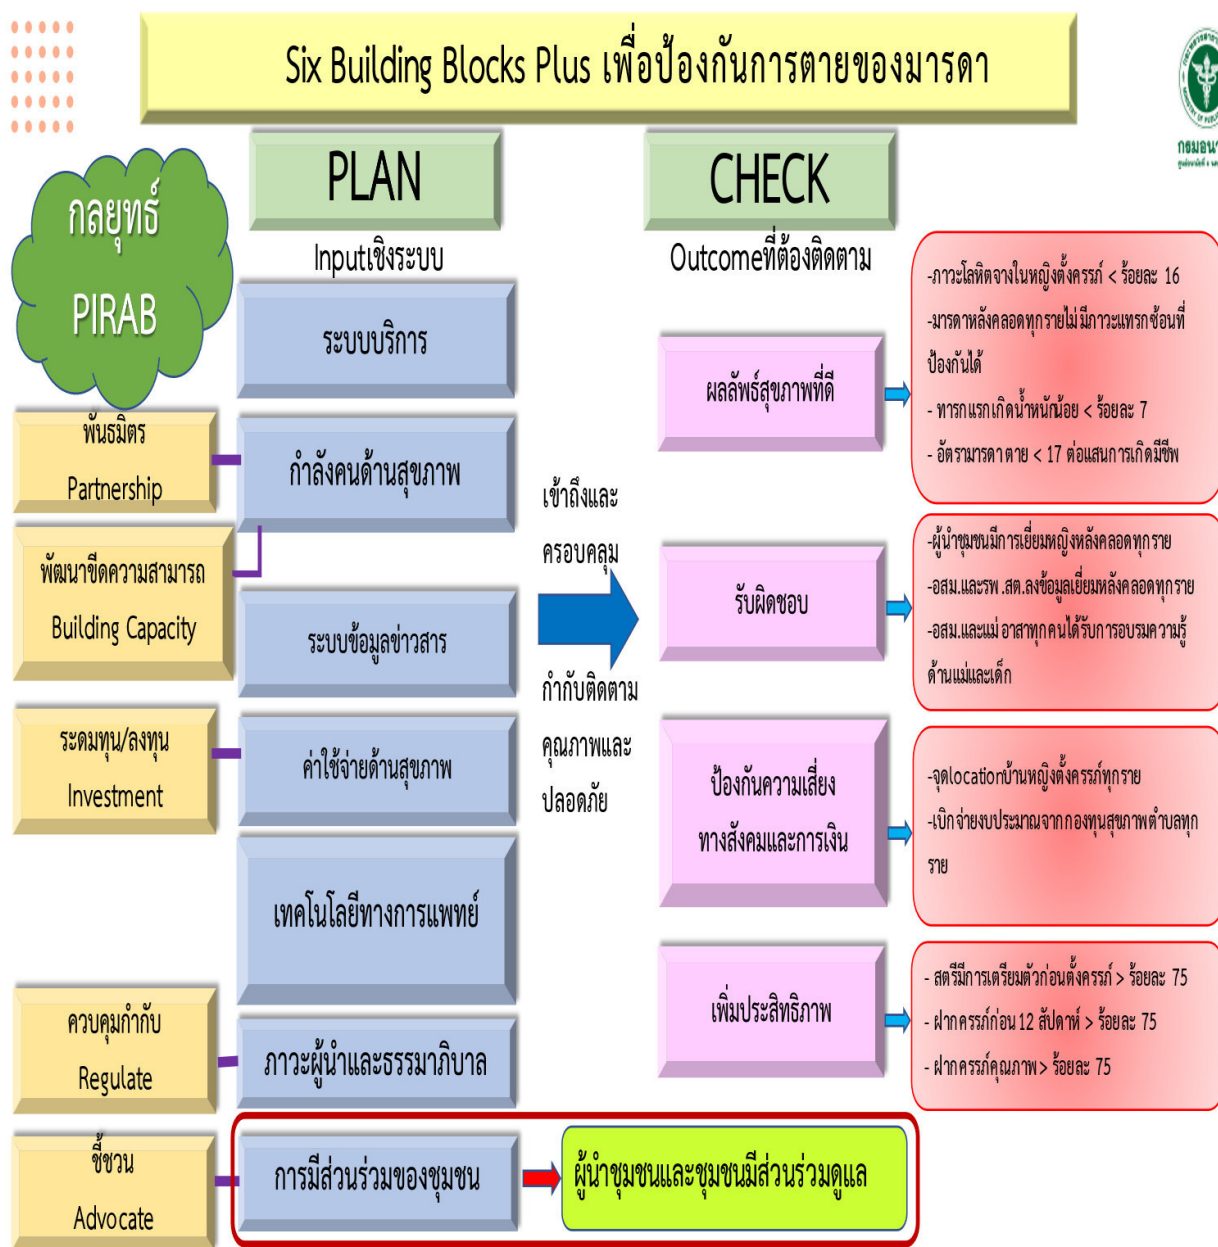 Six Building Blocks Plus เพื่อป้องกันการตายของมารดา
กรมอนา
กลยุทธ์
PIRAB
PLAN
Inputเชิงระบบ
CHECK
Outcomeที่ต้องติดตาม
พันธมิตร
Partnership
พัฒนาขีดความสามารถ
Building Capacity
ระดมทุน/ลงทุน
Investment
ควบคุมกำกับ
Regulate
ชี้ชวน
Advocate
ระบบบริการ
กำลังคนด้านสุขภาพ
ระบบข้อมูลข่าวสาร
ค่าใช้จ่ายด้านสุขภาพ
เทคโนโลยีทางการแพทย์
ภาวะผู้นำและธรรมาภิบาล
การมีส่วนร่วมของชุมชน
เข้าถึงและ
ครอบคลุม
กำกับติดตาม
คุณภาพและ
ปลอดภัย
ผลลัพธ์สุขภาพที่ดี
-ภาวะโลหิตจางในหญิงตั้งครรภ์ < ร้อยละ 16
-มารดาหลังคลอดทุกรายไม่มีภาวะแทรกซ้อนที่
ป้องกันได้
- ทารกแรกเกิดน้ำหนักน้อย < ร้อยละ 7
- อัตรามารดาตาย < 17 ต่อแสนการเกิดมีชีพ
รับผิดชอบ
-ผู้นำชุมชนมีการเยี่ยมหญิงหลังคลอดทุกราย
-อสม.และรพ.สต.ลงข้อมูลเยี่ยมหลังคลอดทุกราย
-อสม.และแม่อาสาทุกคนได้รับการอบรมความรู้
ด้านแม่และเด็ก
ป้องกันความเสี่ยง
ทางสังคมและการเงิน
-จุดlocationบ้านหญิงตั้งครรภ์ทุกราย
-เบิกจ่ายงบประมาณจากกองทุนสุขภาพตำบลทุก
ราย
เพิ่มประสิทธิภาพ
- สตรีมีการเตรียมตัวก่อนตั้งครรภ์ > ร้อยละ 75
- ฝากครรภ์ก่อน 12 สัปดาห์ > ร้อยละ 75
- ฝากครรภ์คุณภาพ > ร้อยละ 75
ผู้นำชุมชนและชุมชนมีส่วนร่วมดูแล